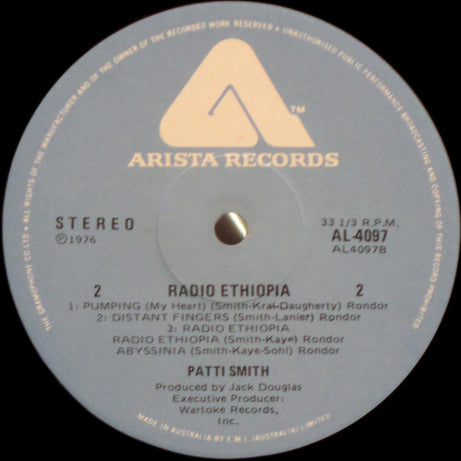 THE GRAMOPHONE CO LTD • ALL RIGHTS OF THE MANUFACTURER AND OF THE OWNER OF THE RECORDED WORK RESERVED • UNAUTHORISED PUBLIC PERFORMANCE BROADCASTING AND COPYING OF THIS RECORD PROHIBITED
TM
ARISTA RECORDS
STEREO
℗1976
33 1/3 R.P.M.
AL-4097
AL4097B
2 RADIO ETHIOPIA 2
1: PUMPING (My Heart) (Smith-Kral-Daugherty) Rondor
2: DISTANT FINGERS (Smith-Lanier) Rondor
3: RADIO ETHIOPIA
RADIO ETHIOPIA (Smith-Kaye) Rondor
ABYSSINIA (Smith-Kaye-Sohl) Rondor
PATTI SMITH
Produced by Jack Douglas
Executive Producer:
Wartoke Records,
Inc.
MADE IN AUSTRALIA BY E.M.I. (AUSTRALIA) LIMITED